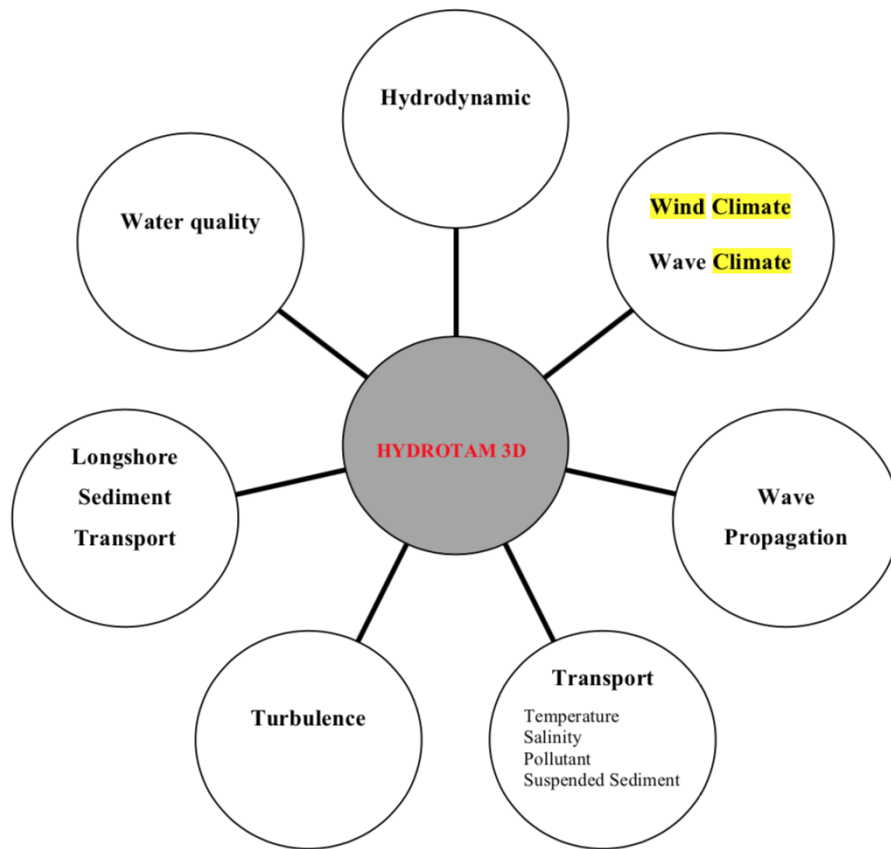 Hydrodynamic
Wind Climate
Wave Climate
Water quality
HYDROTAM 3D
Longshore
Sediment
Transport
Wave
Propagation
Turbulence
Transport
Temperature
Salinity
Pollutant
Suspended Sediment